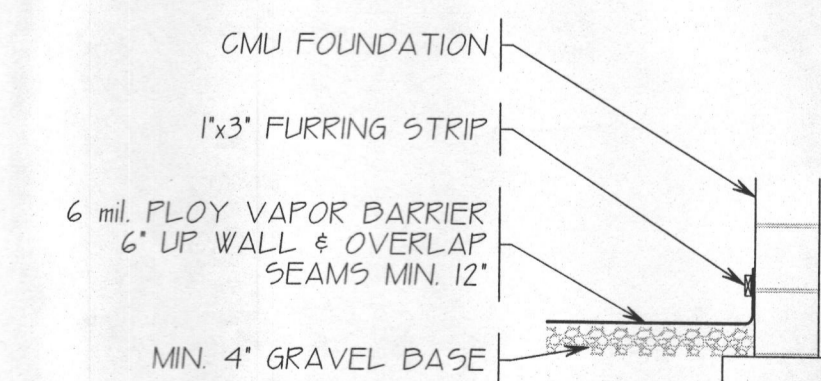 CMU FOUNDATION
1"x3" FURRING STRIP
6 mil. PLOY VAPOR BARRIER
6" UP WALL & OVERLAP
SEAMS MIN. 12"
MIN. 4" GRAVEL BASE